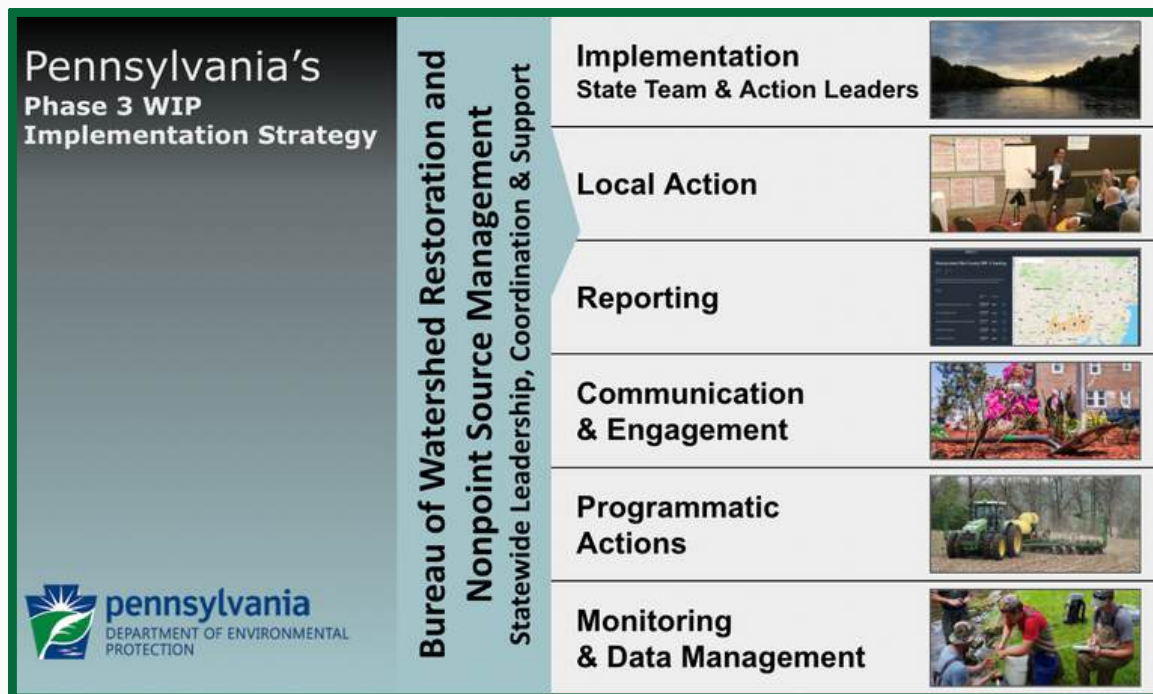 Pennsylvania's
Phase 3 WIP
Implementation Strategy
pennsylvania
DEPARTMENT OF ENVIRONMENTAL
PROTECTION
Bureau of Watershed Restoration and
Nonpoint Source Management
Statewide Leadership, Coordination & Support
Implementation
State Team & Action Leaders
Local Action
Reporting
Communication
& Engagement
Programmatic
Actions
Monitoring
& Data Management